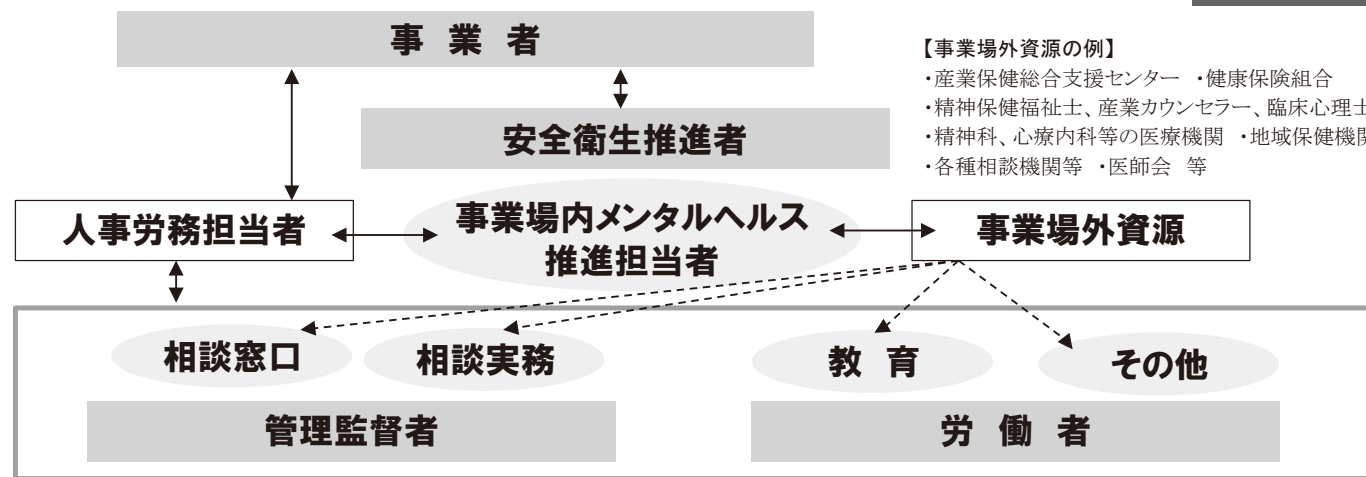 事 業 者
【事業場外資源の例】
・産業保健総合支援センター ・健康保険組合
・精神保健福祉士、産業カウンセラー、臨床心理士
・精神科、心療内科等の医療機関 ・地域保健機関
・各種相談機関等 ・医師会 等
安全衛生推進者
人事労務担当者
事業場内メンタルヘルス
推進担当者
事業場外資源
相談窓口
相談実務
教 育
その他
管理監督者
労 働 者